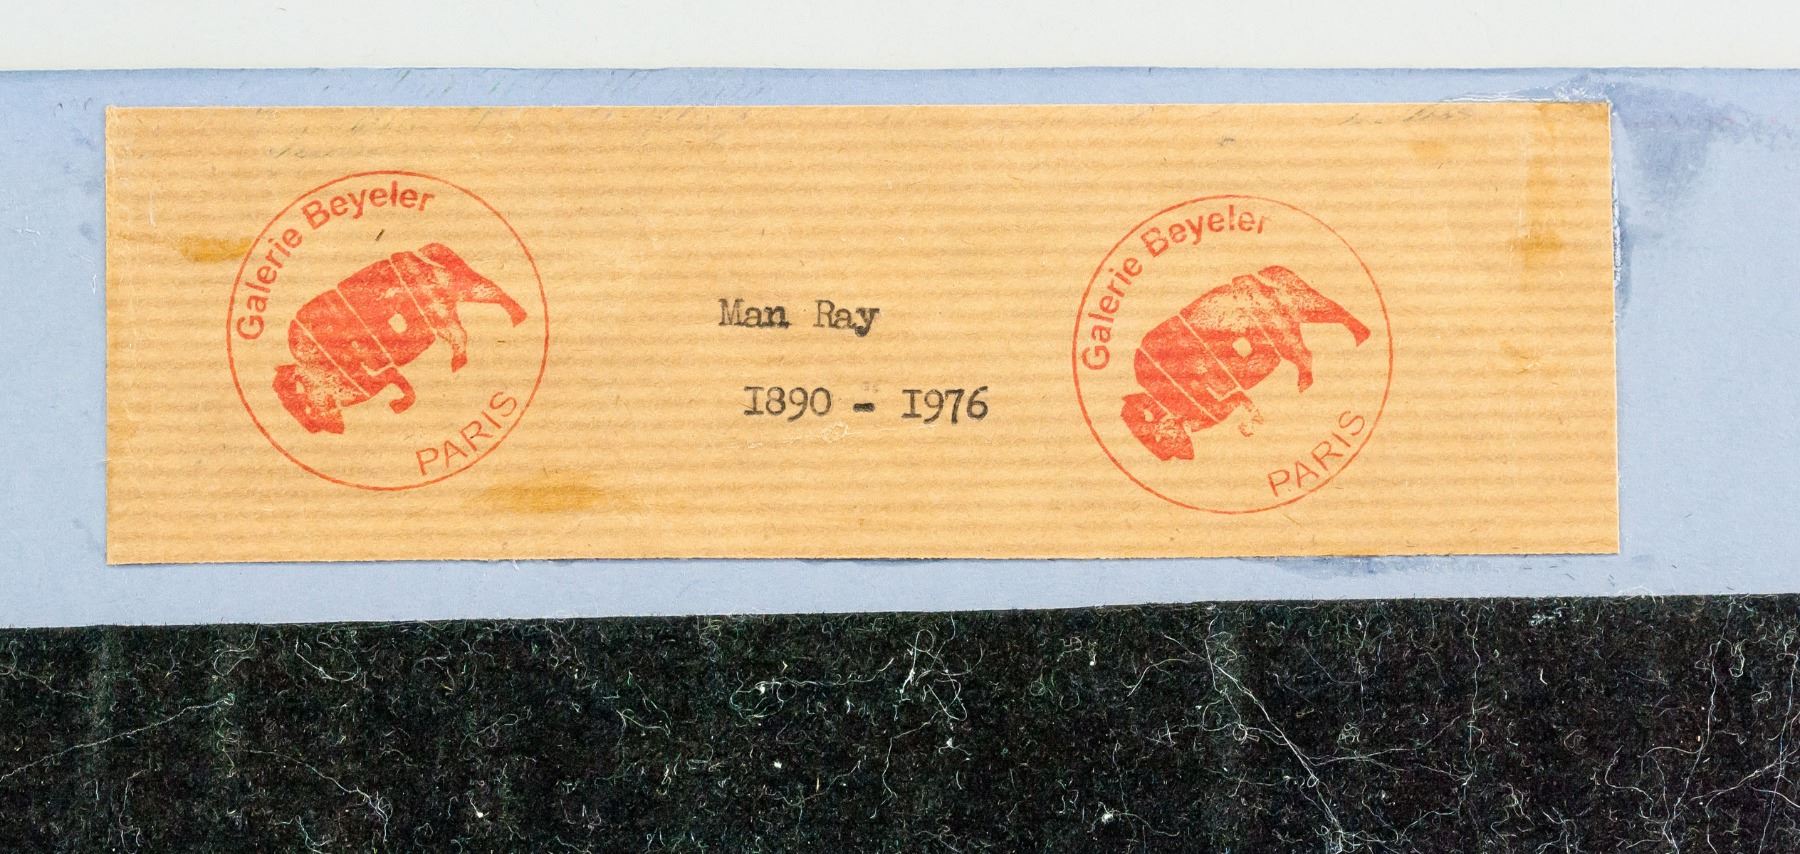 Galerie Beyeler
PARIS
Man Ray
1890 - 1976
Galerie Beyeler
PARIS